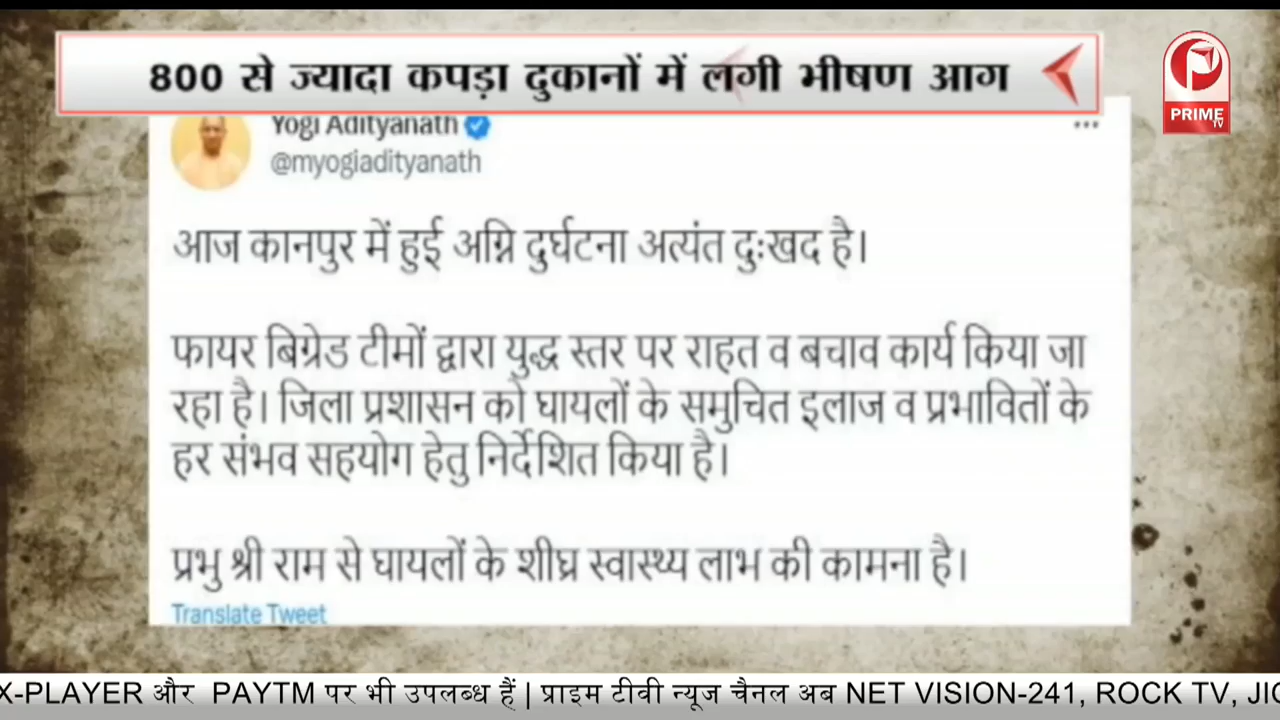 800 से ज्यादा कपड़ा दुकानों में लगी भीषण आग
PRIME
TV
Yogi Adityanath
@myogiadityanath
आज कानपुर में हुई अग्नि दुर्घटना अत्यंत दुःखद है।
फायर बिग्रेड टीमों द्वारा युद्ध स्तर पर राहत व बचाव कार्य किया जा
रहा है। जिला प्रशासन को घायलों के समुचित इलाज व प्रभावितों के
हर संभव सहयोग हेतु निर्देशित किया है।
प्रभु श्री राम से घायलों के शीघ्र स्वास्थ्य लाभ की कामना है।
Translate Tweet
X-PLAYER और PAYTM पर भी उपलब्ध हैं | प्राइम टीवी न्यूज चैनल अब NET VISION-241, ROCK TV,